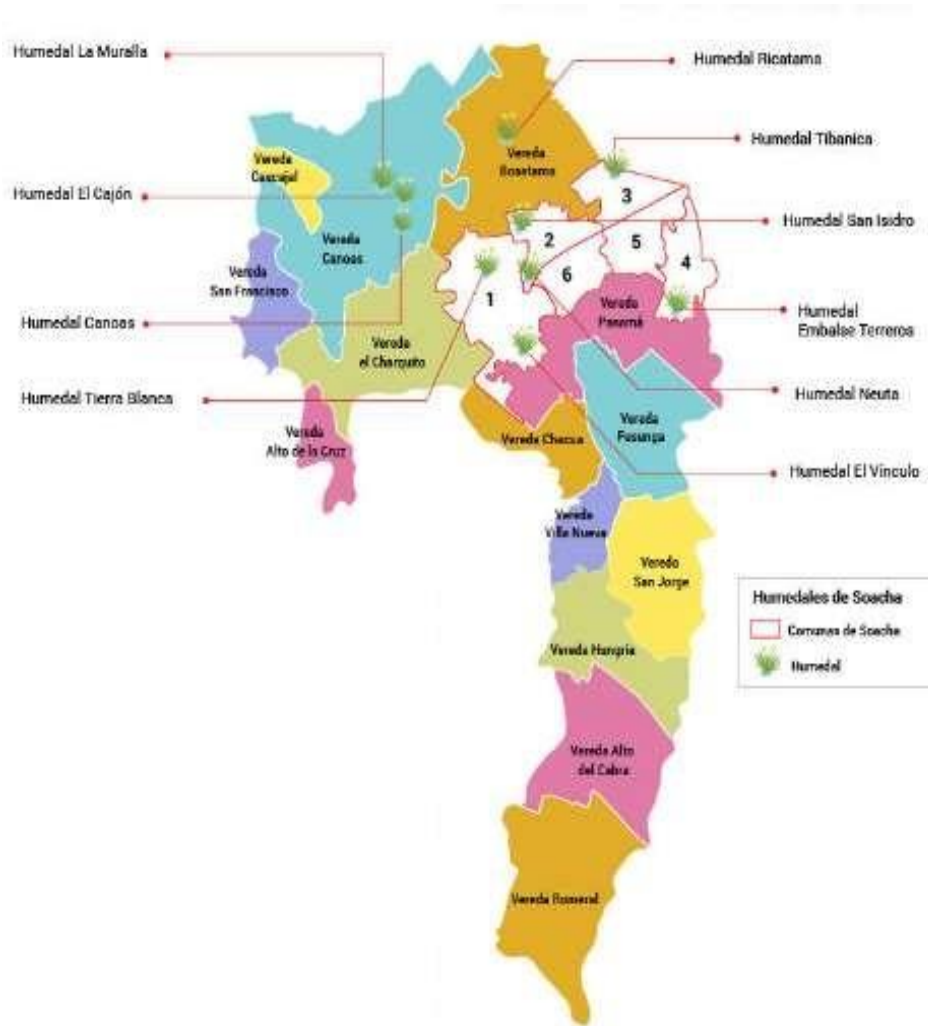 Humedal La Muralla
Humedal El Cajón
Humedal Canoas
Humedal Tierra Blanca
Humedal Ricatama
Humedal Tibanica
Humedal San Isidro
Humedal
Embalse Terreros
Humedal Neuta
Humedal El Vínculo
Vereda
Cascajal
Vereda
Canoas
Vereda
San Francisco
Vereda
el Charquito
Vereda
Alto de la Cruz
Vereda
Bosatama
1
2
3
4
5
6
Vereda
Panamá
Vereda Chacua
Vereda
Fusunga
Vereda
Villa Nueva
Vereda
San Jorge
Vereda Hungría
Vereda Alto
del Cabra
Vereda Romeral
Humedales de Soacha
Comunas de Soacha
Humedal